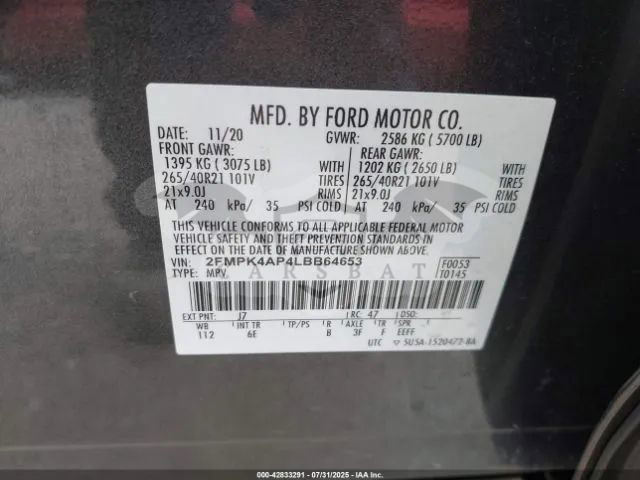 MFD. BY FORD MOTOR CO.
DATE: 11/20 GVWR: 2586 KG ( 5700 LB)
FRONT GAWR: REAR GAWR:
1395 KG ( 3075 LB) WITH 1202 KG ( 2650 LB) WITH
265/40R21 101V TIRES 265/40R21 101V TIRES
21x9.0J RIMS 21x9.0J RIMS
AT 240 kPa/ 35 PSI COLD AT 240 kPa/ 35 PSI COLD
THIS VEHICLE CONFORMS TO ALL APPLICABLE FEDERAL MOTOR
VEHICLE SAFETY AND THEFT PREVENTION STANDARDS IN EFFECT
ON THE DATE OF MANUFACTURE SHOWN ABOVE.
VIN: 2FMPK4AP4LBB64653 F0053
TYPE: MPV T0145
CARSBAT
EXT PNT: J7 RC: 47 DSO:
WB INT TR TP/PS R AXLE TR SPR
112 6E B 3F F EEFF
UTC 5U5A-1520472-BA
000-42833291 | 07/31/2025 - IAAI.COM